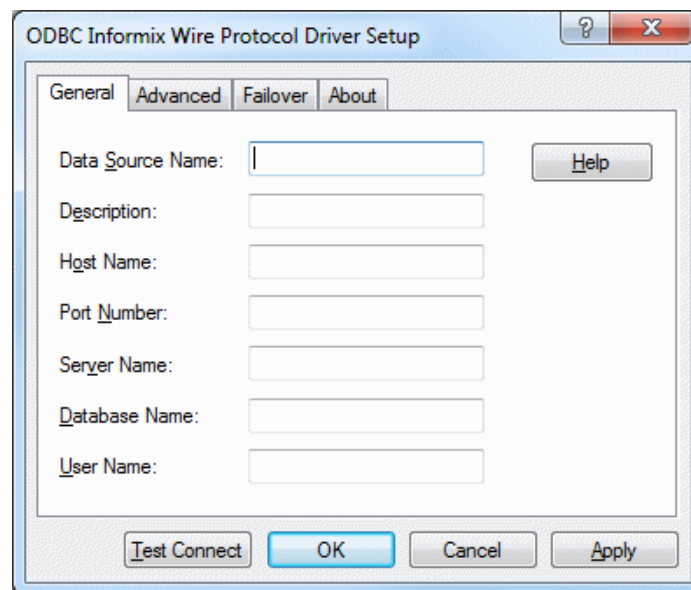 ODBC Informix Wire Protocol Driver Setup
General Advanced Failover About
Data Source Name: Help
Description:
Host Name:
Port Number:
Server Name:
Database Name:
User Name:
Test Connect OK Cancel Apply